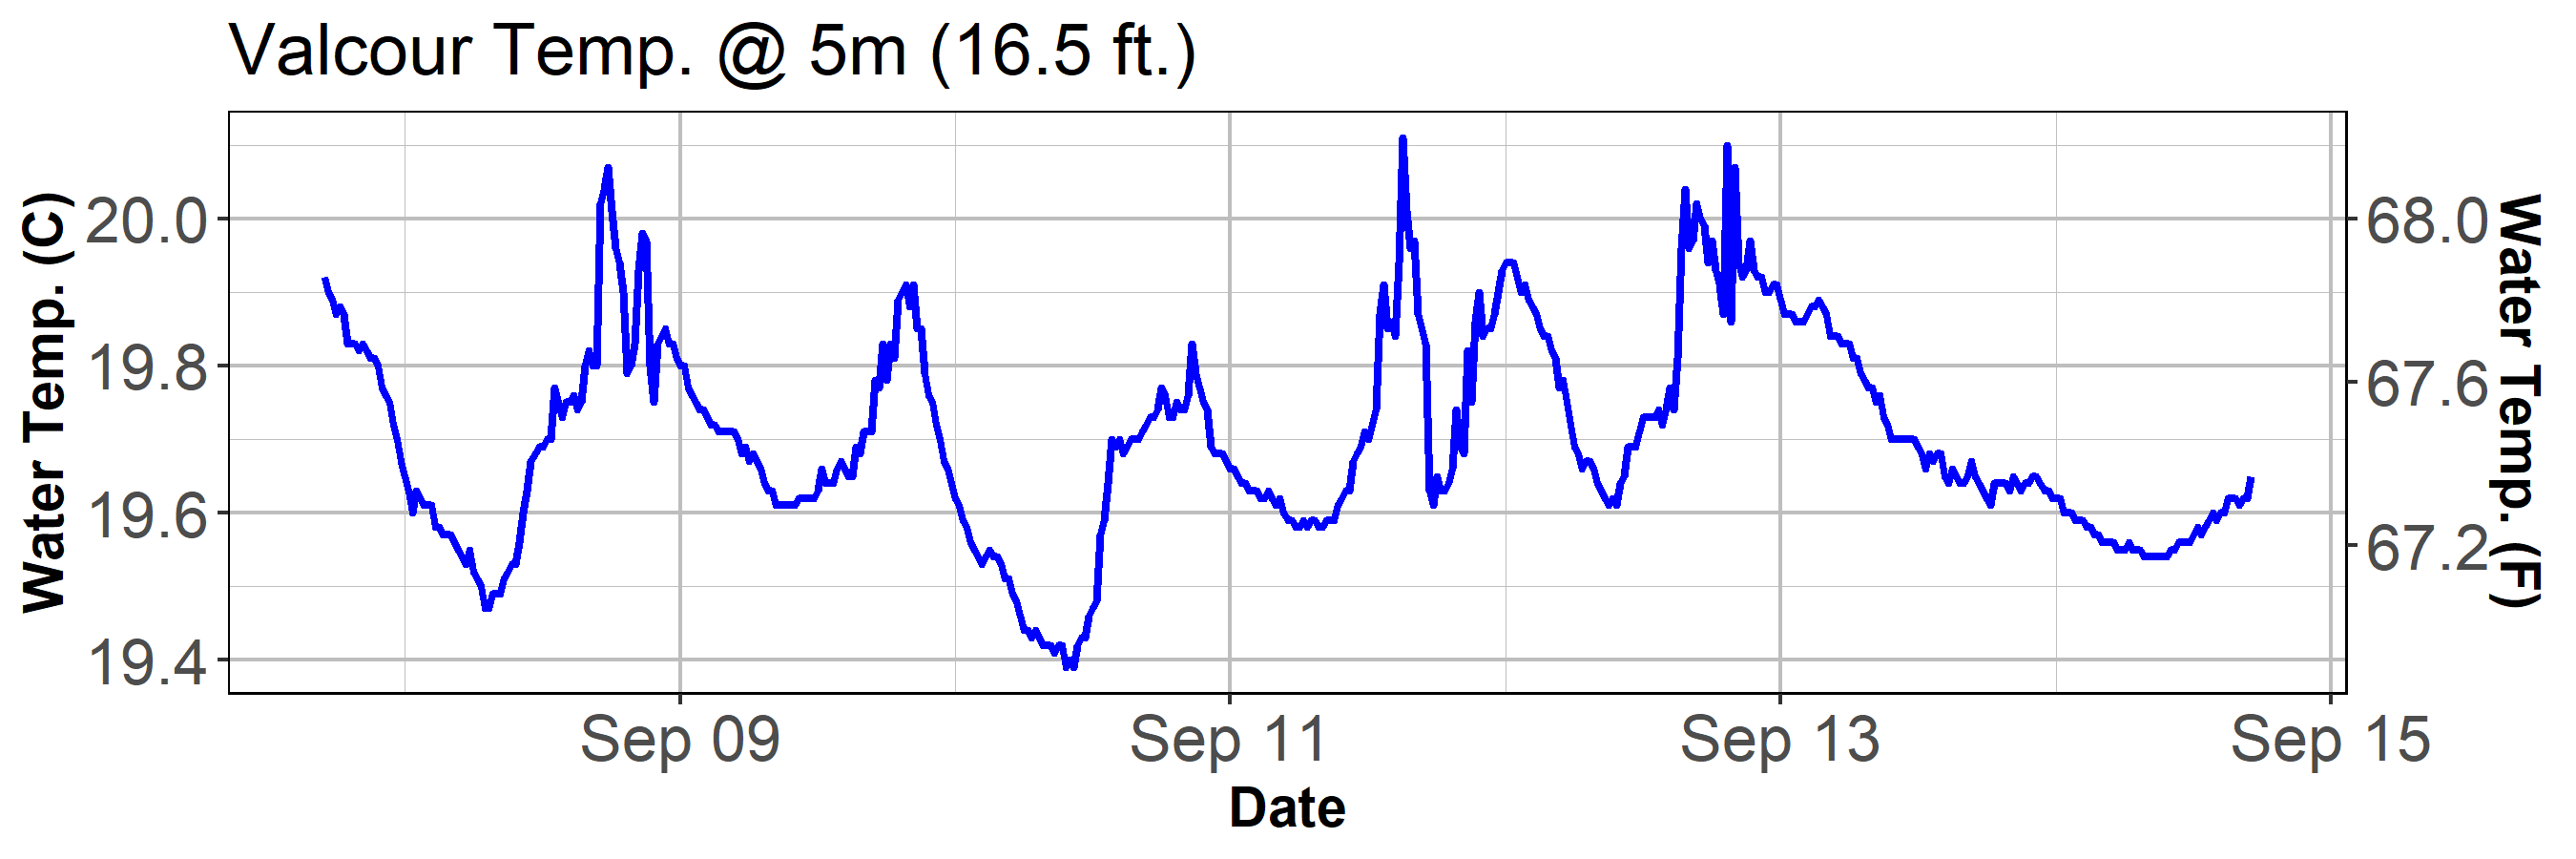 Valcour Temp. @ 5m (16.5 ft.)
Water Temp. (C)
20.0
19.8
19.6
19.4
68.0
67.6
67.2
Water Temp. (F)
Sep 09
Sep 11
Sep 13
Sep 15
Date